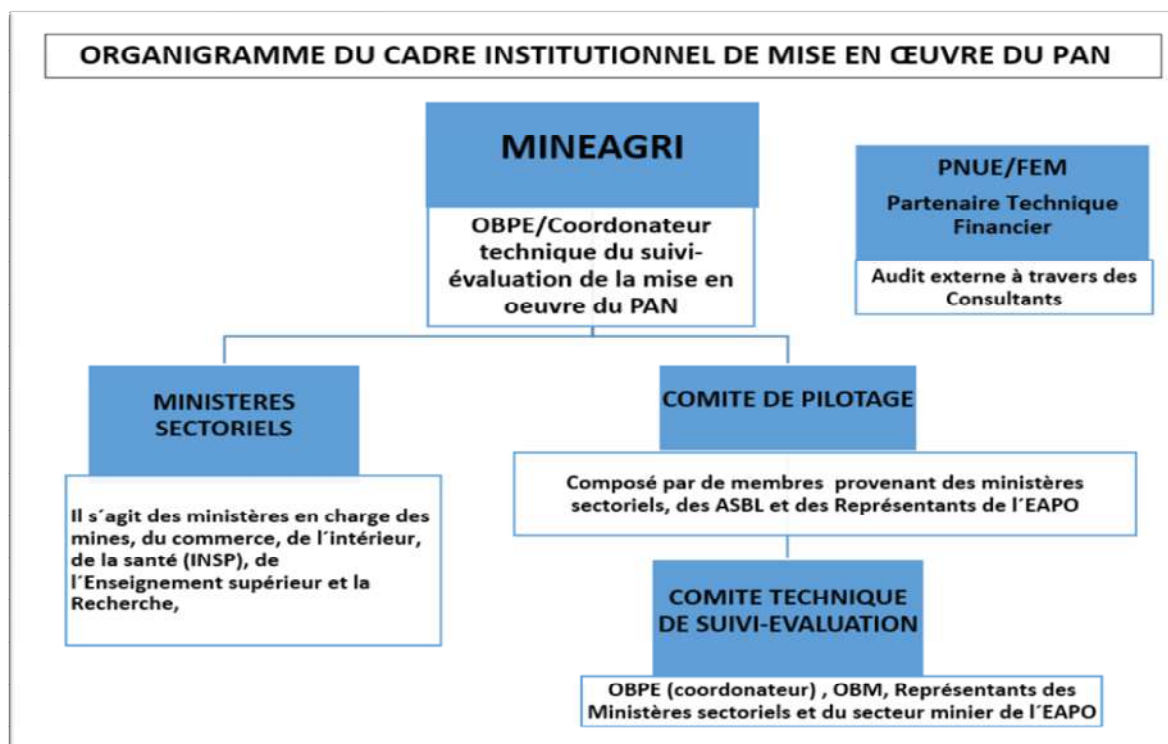 ORGANIGRAMME DU CADRE INSTITUTIONNEL DE MISE EN ŒUVRE DU PAN
MINEAGRI
OBPE/Coordonateur
technique du suivi-
évaluation de la mise en
oeuvre du PAN
PNUE/FEM
Partenaire Technique
Financier
Audit externe à travers des
Consultants
MINISTERES
SECTORIELS
Il s´agit des ministères en charge des
mines, du commerce, de l´intérieur,
de la santé (INSP), de
l´Enseignement supérieur et la
Recherche,
COMITE DE PILOTAGE
Composé par de membres provenant des ministères
sectoriels, des ASBL et des Représentants de l´EAPO
COMITE TECHNIQUE
DE SUIVI-EVALUATION
OBPE (coordonateur) , OBM, Représentants des
Ministères sectoriels et du secteur minier de l´EAPO